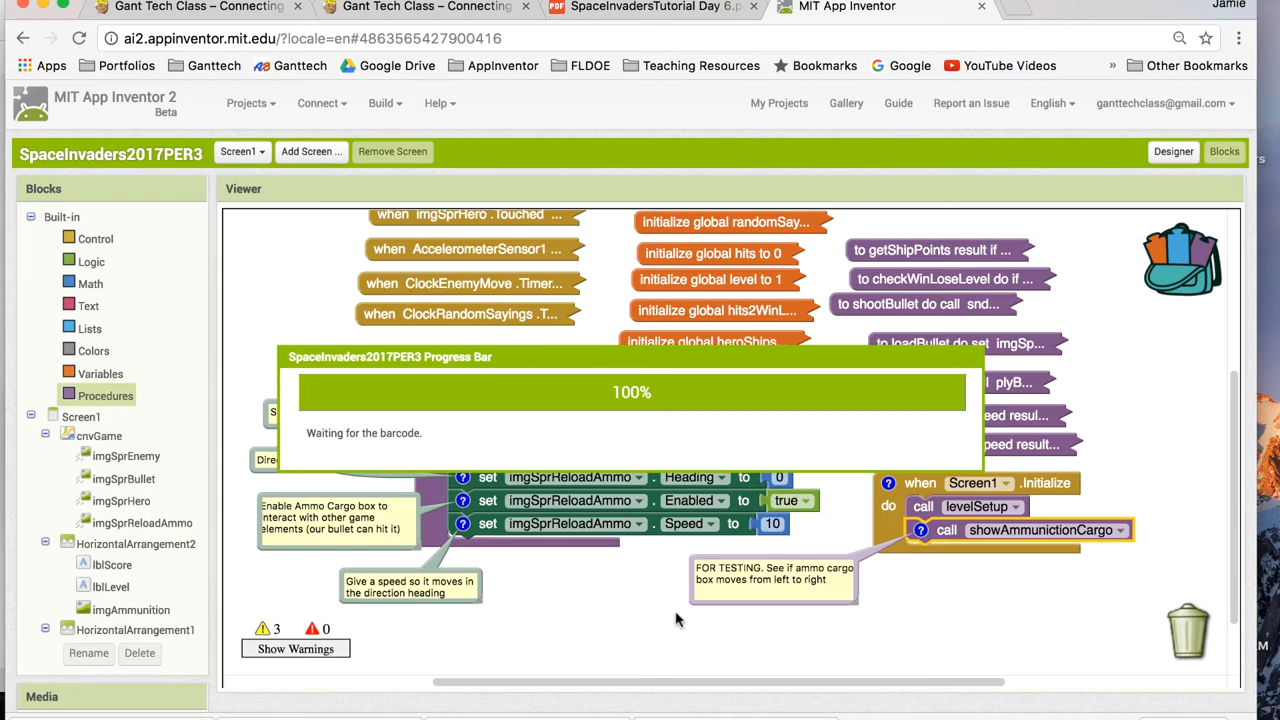 Gant Tech Class – Connecting
Gant Tech Class – Connecting
PDF SpaceInvadersTutorial Day 6.p
MIT App Inventor
Jamie
ai2.appinventor.mit.edu/?locale=en#4863565427900416
Apps Portfolios Ganttech Ganttech Google Drive AppInventor FLDOE Teaching Resources Bookmarks Google YouTube Videos » Other Bookmarks
MIT App Inventor 2
Beta
Projects Connect Build Help My Projects Gallery Guide Report an Issue English ganttechclass@gmail.com
SpaceInvaders2017PER3 Screen1 Add Screen ... Remove Screen Designer Blocks
Blocks
Viewer
Built-in
Control
Logic
Math
Text
Lists
Colors
Variables
Procedures
Screen1
cnvGame
imgSprEnemy
imgSprBullet
imgSprHero
imgSprReloadAmmo
HorizontalArrangement2
lblScore
lblLevel
imgAmmunition
HorizontalArrangement1
Rename Delete
Media
when imgSprHero .Touched ...
when AccelerometerSensor1 ...
when ClockEnemyMove .Timer...
when ClockRandomSayings .T...
initialize global randomSay...
initialize global hits to 0
initialize global level to 1
initialize global hits2WinL...
initialize global heroShips...
to getShipPoints result if ...
to checkWinLoseLevel do if ...
to shootBullet do call snd...
to loadBullet do set imgSp...
plyB...
eed resul...
peed result...
SpaceInvaders2017PER3 Progress Bar
100%
Waiting for the barcode.
S
Dire
? set imgSprReloadAmmo . Heading to 0
? set imgSprReloadAmmo . Enabled to true
? set imgSprReloadAmmo . Speed to 10
Enable Ammo Cargo box to
interact with other game
elements (our bullet can hit it)
Give a speed so it moves in
the direction heading
? when Screen1 .Initialize
do call levelSetup
? call showAmmunictionCargo
FOR TESTING. See if ammo cargo
box moves from left to right
3 0
Show Warnings